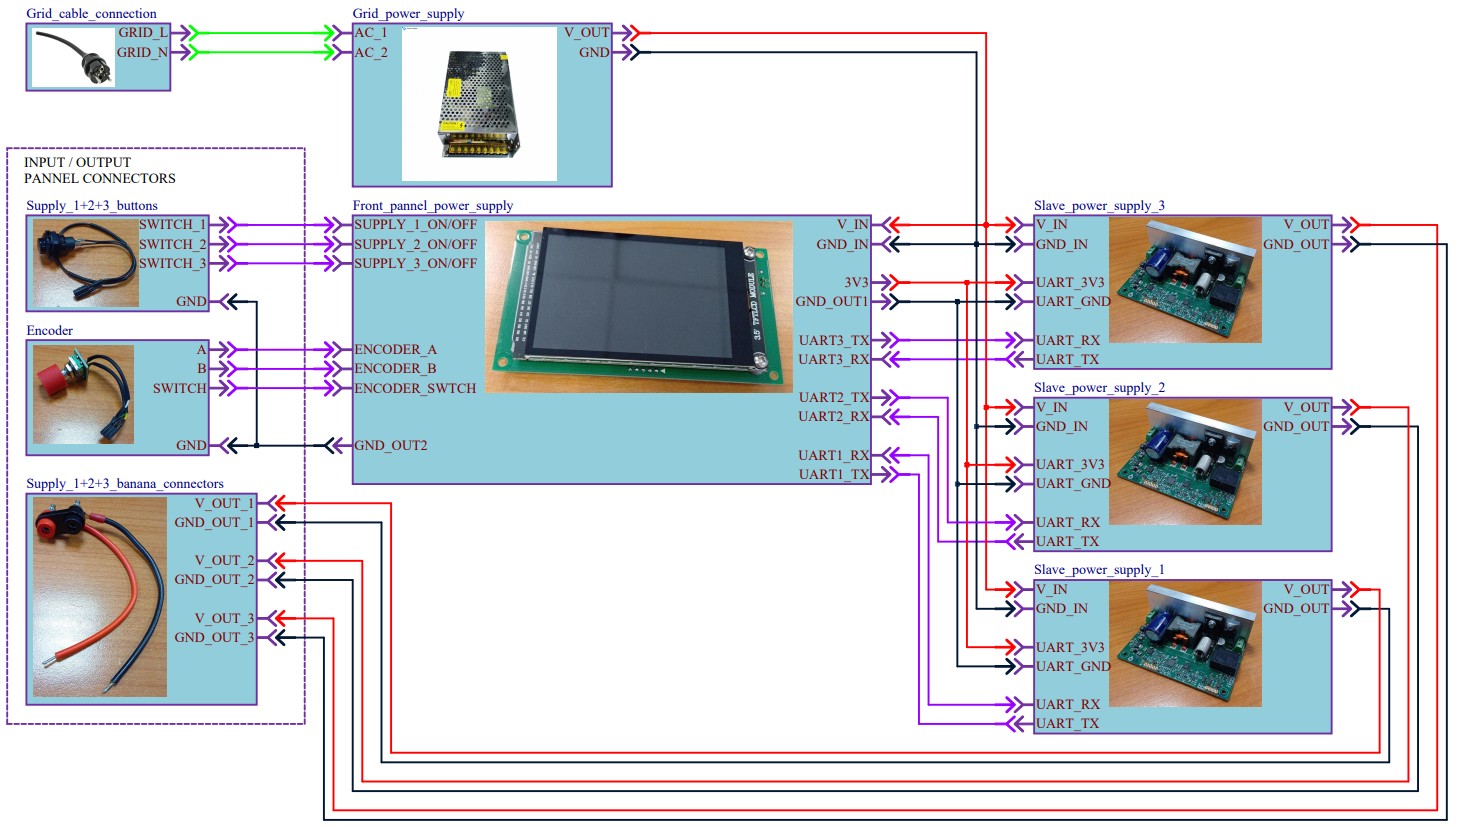 Grid_cable_connection
GRID_L
GRID_N
Grid_power_supply
AC_1
AC_2
V_OUT
GND
INPUT / OUTPUT
PANNEL CONNECTORS
Supply_1+2+3_buttons
SWITCH_1
SWITCH_2
SWITCH_3
GND
Encoder
A
B
SWITCH
GND
Supply_1+2+3_banana_connectors
V_OUT_1
GND_OUT_1
V_OUT_2
GND_OUT_2
V_OUT_3
GND_OUT_3
Front_pannel_power_supply
SUPPLY_1_ON/OFF
SUPPLY_2_ON/OFF
SUPPLY_3_ON/OFF
ENCODER_A
ENCODER_B
ENCODER_SWTCH
GND_OUT2
3.5' TFTLCD MODULE
V_IN
GND_IN
3V3
GND_OUT1
UART3_TX
UART3_RX
UART2_TX
UART2_RX
UART1_RX
UART1_TX
Slave_power_supply_3
V_IN
GND_IN
UART_3V3
UART_GND
UART_RX
UART_TX
V_OUT
GND_OUT
Slave_power_supply_2
V_IN
GND_IN
UART_3V3
UART_GND
UART_RX
UART_TX
V_OUT
GND_OUT
Slave_power_supply_1
V_IN
GND_IN
UART_3V3
UART_GND
UART_RX
UART_TX
V_OUT
GND_OUT